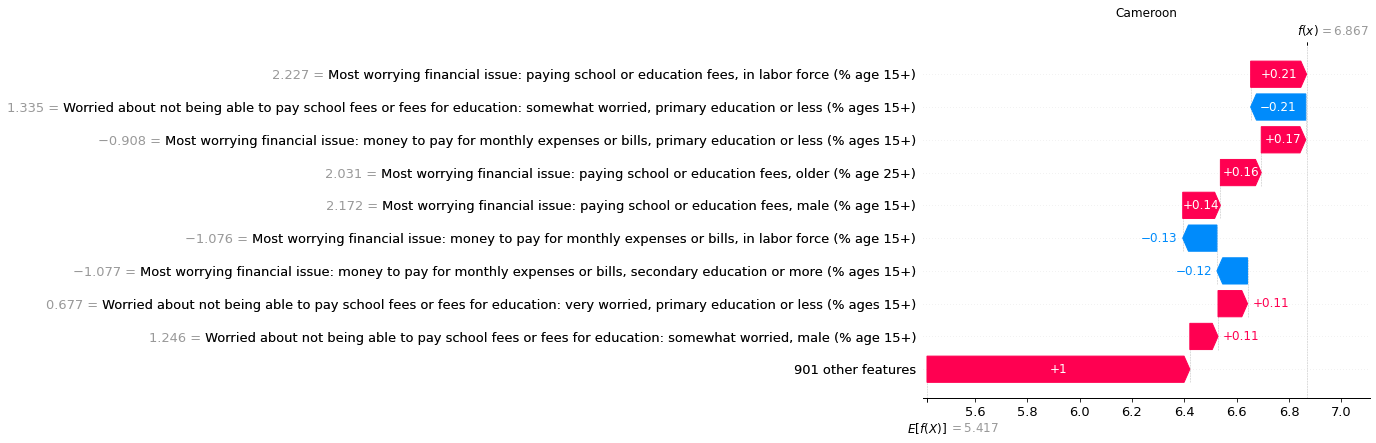 Cameroon
f(x) = 6.867
2.227 = Most worrying financial issue: paying school or education fees, in labor force (% age 15+)
+0.21
1.335 = Worried about not being able to pay school fees or fees for education: somewhat worried, primary education or less (% ages 15+)
−0.21
−0.908 = Most worrying financial issue: money to pay for monthly expenses or bills, primary education or less (% ages 15+)
+0.17
2.031 = Most worrying financial issue: paying school or education fees, older (% age 25+)
+0.16
2.172 = Most worrying financial issue: paying school or education fees, male (% age 15+)
+0.14
−1.076 = Most worrying financial issue: money to pay for monthly expenses or bills, in labor force (% age 15+)
−0.13
−1.077 = Most worrying financial issue: money to pay for monthly expenses or bills, secondary education or more (% ages 15+)
−0.12
0.677 = Worried about not being able to pay school fees or fees for education: very worried, primary education or less (% ages 15+)
+0.11
1.246 = Worried about not being able to pay school fees or fees for education: somewhat worried, male (% age 15+)
+0.11
901 other features
+1
5.6 5.8 6.0 6.2 6.4 6.6 6.8 7.0
E[f(X)] = 5.417